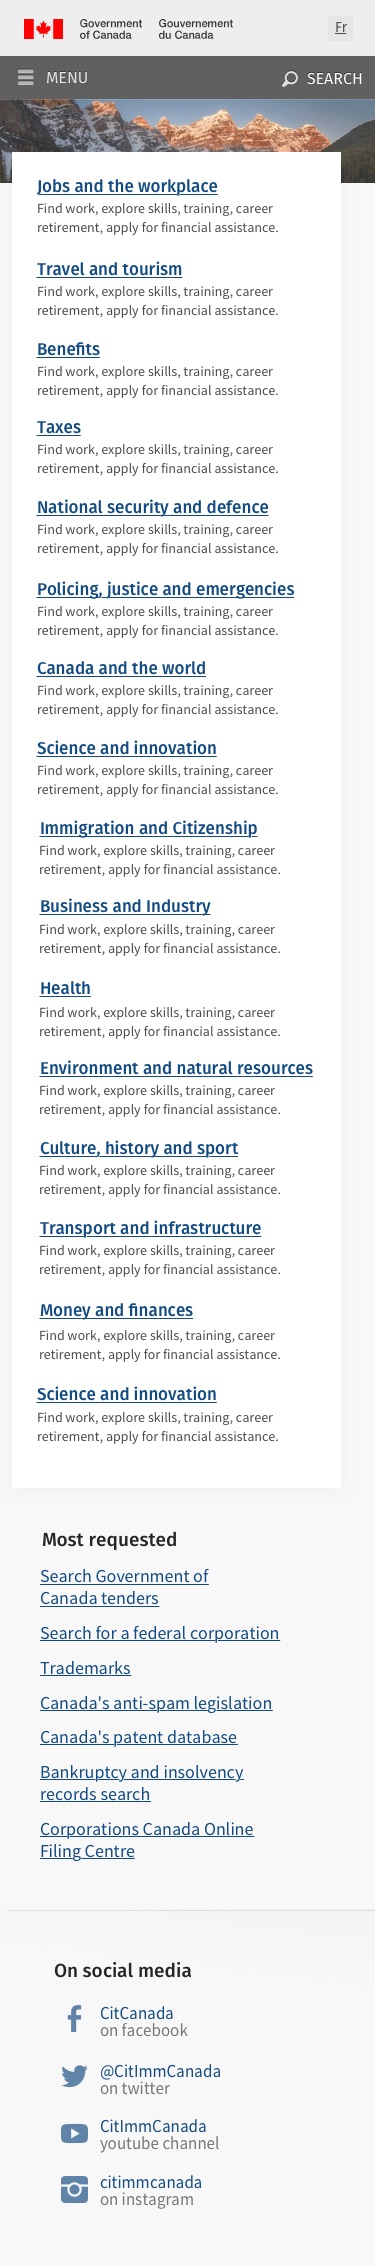 Government of Canada
Gouvernement du Canada
Fr
MENU
SEARCH
Jobs and the workplace
Find work, explore skills, training, career
retirement, apply for financial assistance.
Travel and tourism
Find work, explore skills, training, career
retirement, apply for financial assistance.
Benefits
Find work, explore skills, training, career
retirement, apply for financial assistance.
Taxes
Find work, explore skills, training, career
retirement, apply for financial assistance.
National security and defence
Find work, explore skills, training, career
retirement, apply for financial assistance.
Policing, justice and emergencies
Find work, explore skills, training, career
retirement, apply for financial assistance.
Canada and the world
Find work, explore skills, training, career
retirement, apply for financial assistance.
Science and innovation
Find work, explore skills, training, career
retirement, apply for financial assistance.
Immigration and Citizenship
Find work, explore skills, training, career
retirement, apply for financial assistance.
Business and Industry
Find work, explore skills, training, career
retirement, apply for financial assistance.
Health
Find work, explore skills, training, career
retirement, apply for financial assistance.
Environment and natural resources
Find work, explore skills, training, career
retirement, apply for financial assistance.
Culture, history and sport
Find work, explore skills, training, career
retirement, apply for financial assistance.
Transport and infrastructure
Find work, explore skills, training, career
retirement, apply for financial assistance.
Money and finances
Find work, explore skills, training, career
retirement, apply for financial assistance.
Science and innovation
Find work, explore skills, training, career
retirement, apply for financial assistance.
Most requested
Search Government of
Canada tenders
Search for a federal corporation
Trademarks
Canada's anti-spam legislation
Canada's patent database
Bankruptcy and insolvency
records search
Corporations Canada Online
Filing Centre
On social media
CitCanada
on facebook
@CitImmCanada
on twitter
CitImmCanada
youtube channel
citimmcanada
on instagram